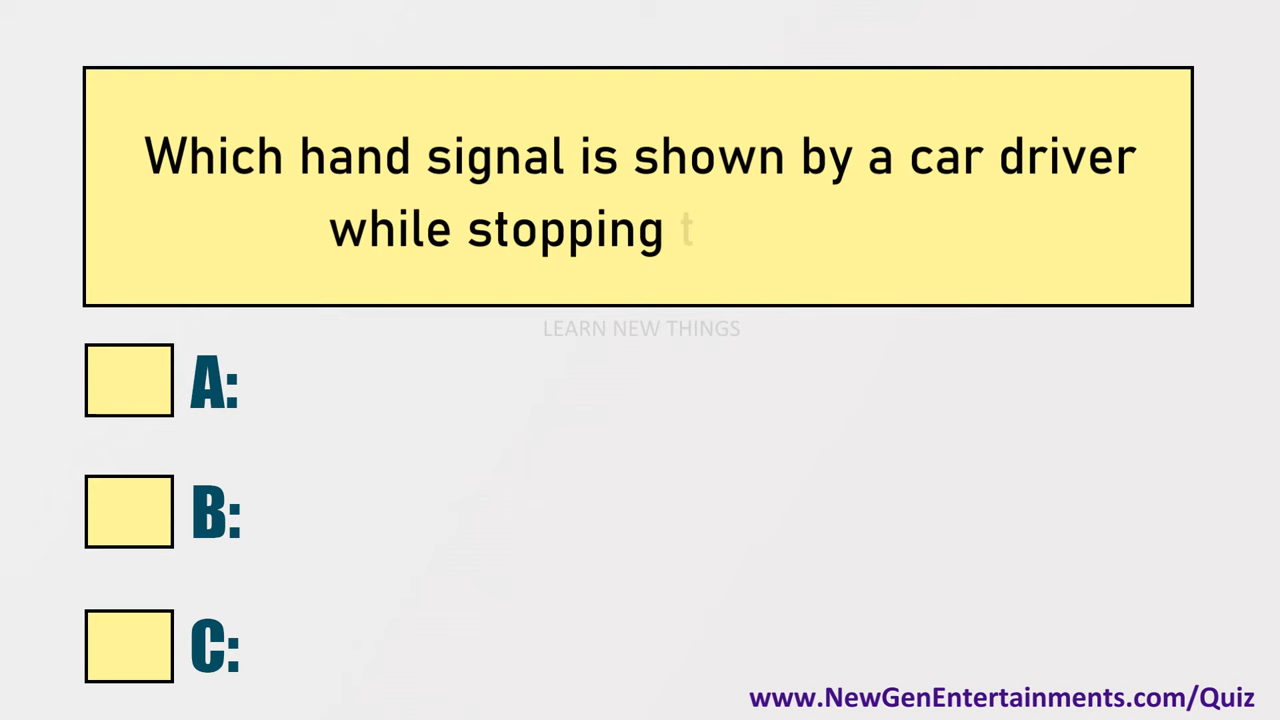 Which hand signal is shown by a car driver
while stopping t
LEARN NEW THINGS
A:
B:
C:
www.NewGenEntertainments.com/Quiz